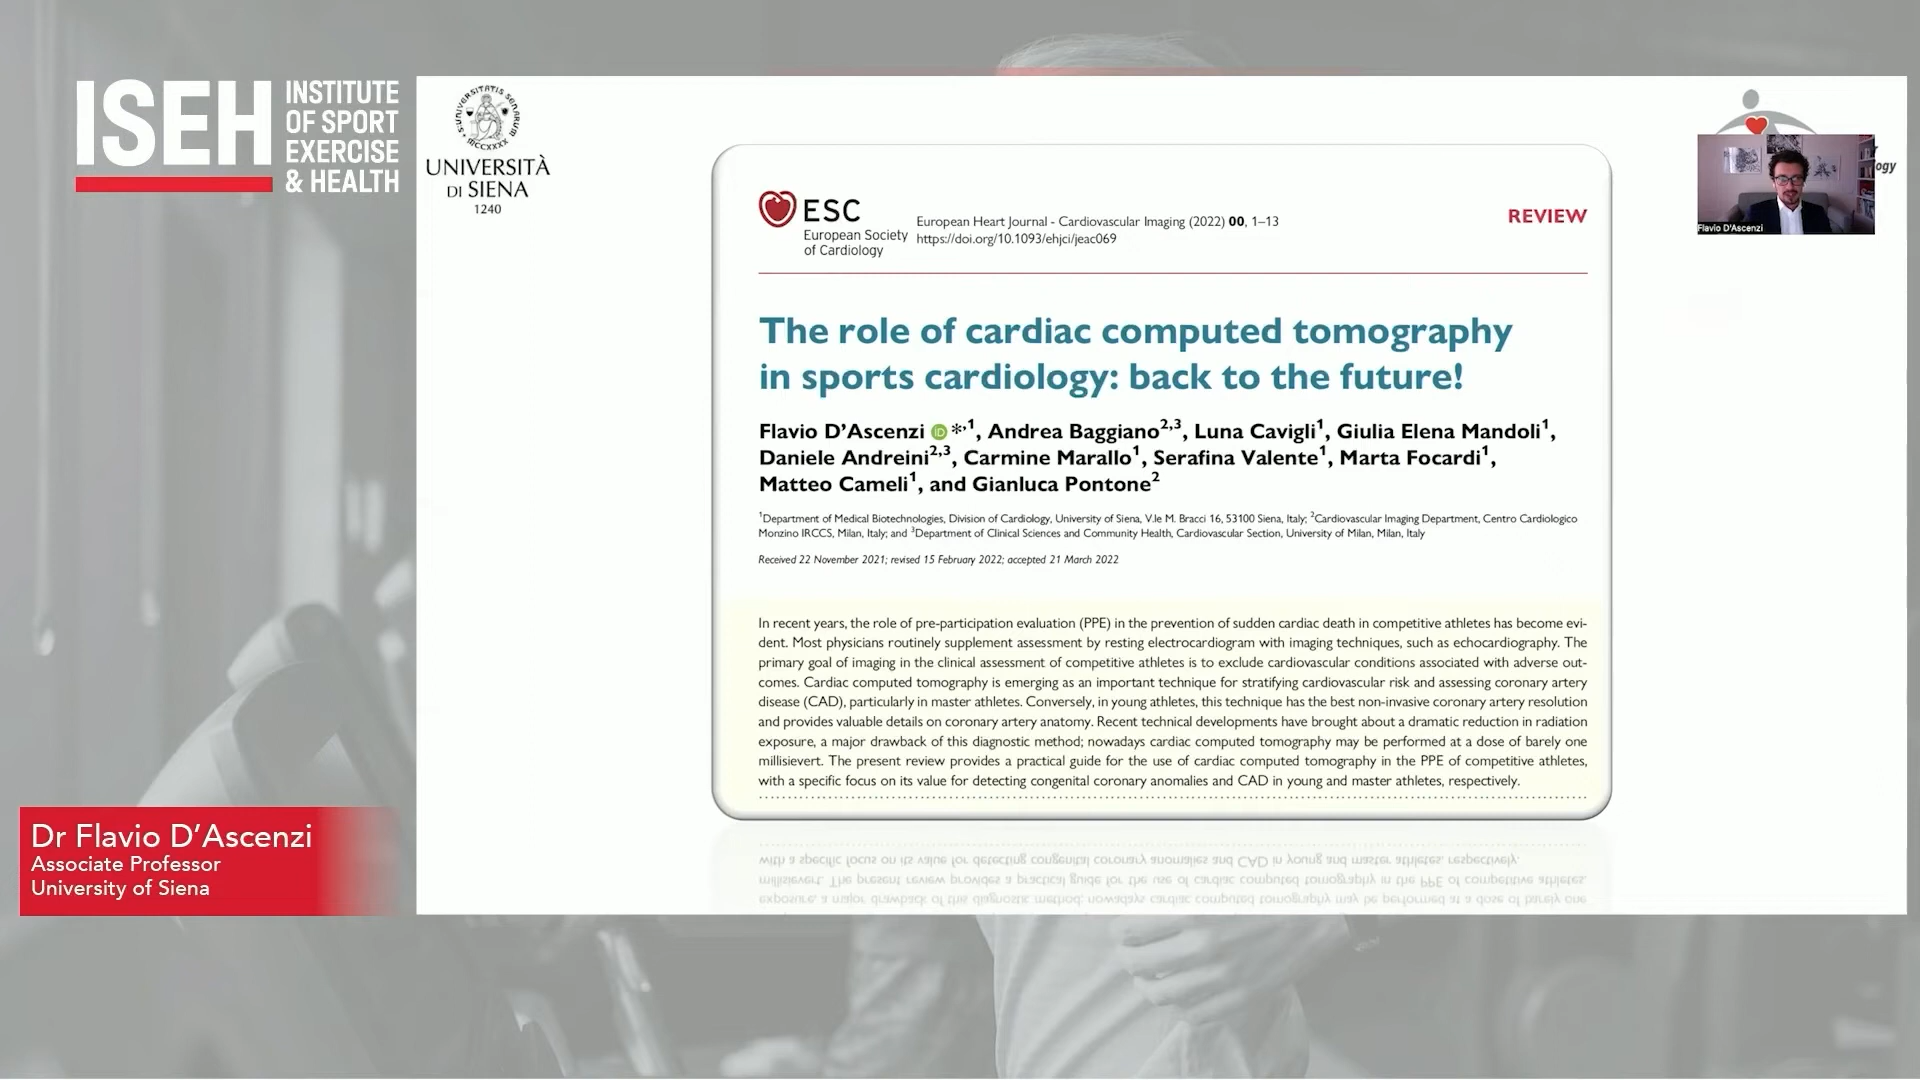 ISEH
INSTITUTE
OF SPORT
EXERCISE
& HEALTH
UNIVERSITÀ
DI SIENA
1240
ogy
Flavio D'Ascenzi
ESC
European Society
of Cardiology
European Heart Journal - Cardiovascular Imaging (2022) 00, 1–13
https://doi.org/10.1093/ehjci/jeac069
REVIEW
The role of cardiac computed tomography
in sports cardiology: back to the future!
Flavio D'Ascenzi iD *,1, Andrea Baggiano2,3, Luna Cavigli1, Giulia Elena Mandoli1,
Daniele Andreini2,3, Carmine Marallo1, Serafina Valente1, Marta Focardi1,
Matteo Cameli1, and Gianluca Pontone2
1Department of Medical Biotechnologies, Division of Cardiology, University of Siena, V.le M. Bracci 16, 53100 Siena, Italy; 2Cardiovascular Imaging Department, Centro Cardiologico
Monzino IRCCS, Milan, Italy; and 3Department of Clinical Sciences and Community Health, Cardiovascular Section, University of Milan, Milan, Italy
Received 22 November 2021; revised 15 February 2022; accepted 21 March 2022
In recent years, the role of pre-participation evaluation (PPE) in the prevention of sudden cardiac death in competitive athletes has become evi-
dent. Most physicians routinely supplement assessment by resting electrocardiogram with imaging techniques, such as echocardiography. The
primary goal of imaging in the clinical assessment of competitive athletes is to exclude cardiovascular conditions associated with adverse out-
comes. Cardiac computed tomography is emerging as an important technique for stratifying cardiovascular risk and assessing coronary artery
disease (CAD), particularly in master athletes. Conversely, in young athletes, this technique has the best non-invasive coronary artery resolution
and provides valuable details on coronary artery anatomy. Recent technical developments have brought about a dramatic reduction in radiation
exposure, a major drawback of this diagnostic method; nowadays cardiac computed tomography may be performed at a dose of barely one
millisievert. The present review provides a practical guide for the use of cardiac computed tomography in the PPE of competitive athletes,
with a specific focus on its value for detecting congenital coronary anomalies and CAD in young and master athletes, respectively.
Dr Flavio D'Ascenzi
Associate Professor
University of Siena